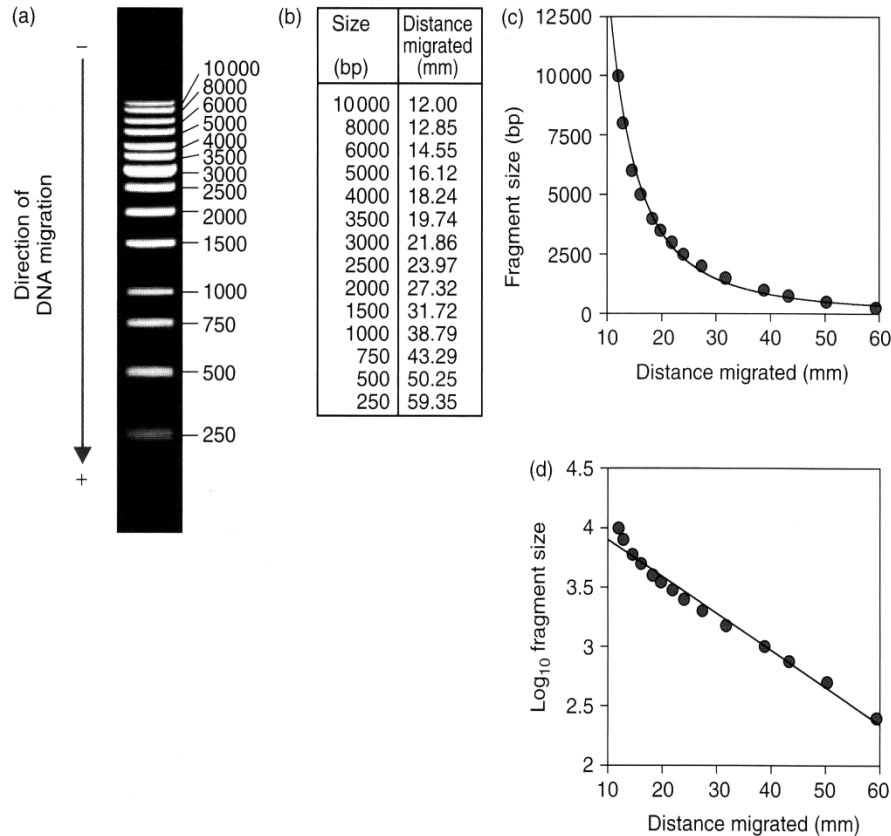 (a)
−
+
Direction of
DNA migration
10 000
8000
6000
5000
4000
3500
3000
2500
2000
1500
1000
750
500
250
(b)
Size Distance
migrated
(bp) (mm)
10 000 12.00
8000 12.85
6000 14.55
5000 16.12
4000 18.24
3500 19.74
3000 21.86
2500 23.97
2000 27.32
1500 31.72
1000 38.79
750 43.29
500 50.25
250 59.35
(c)
Fragment size (bp)
12500
10000
7500
5000
2500
0
10 20 30 40 50 60
Distance migrated (mm)
(d)
Log10 fragment size
4.5
4
3.5
3
2.5
2
10 20 30 40 50 60
Distance migrated (mm)